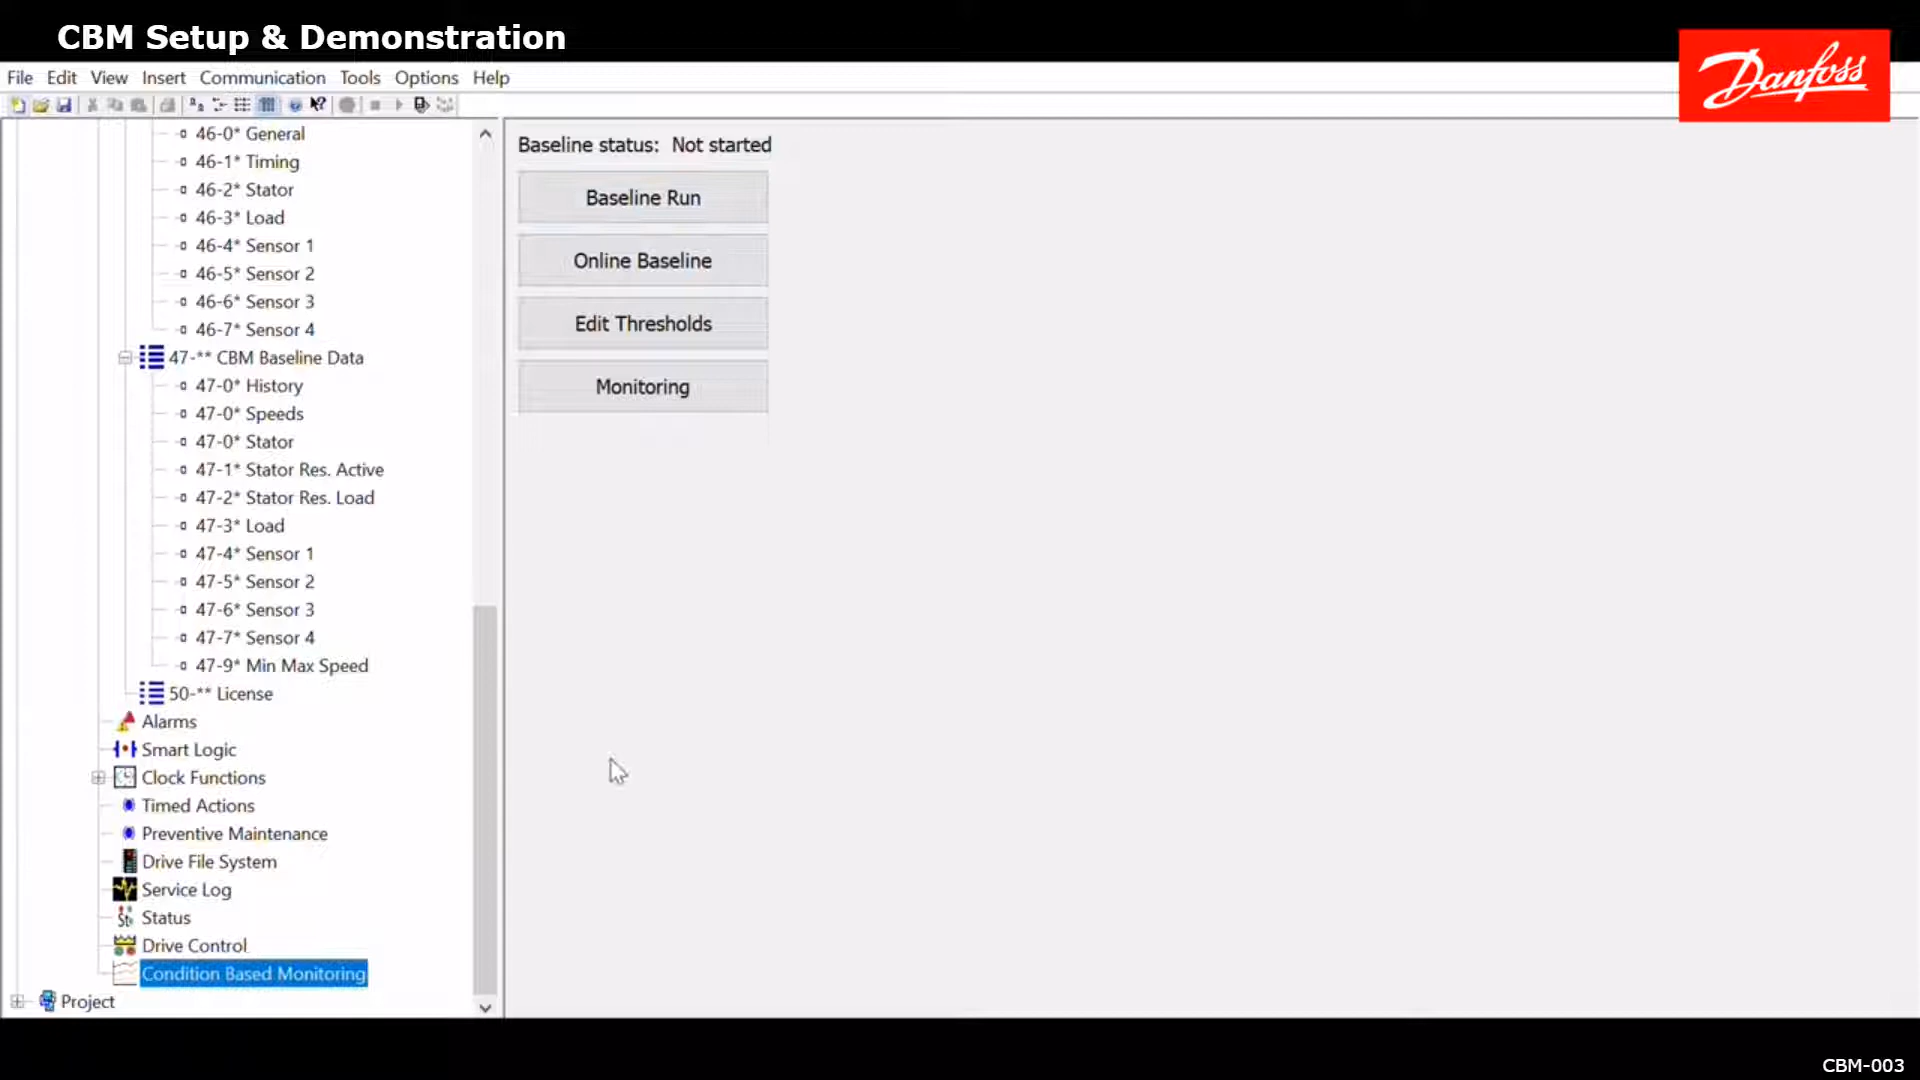 CBM Setup & Demonstration
Danfoss
File Edit View Insert Communication Tools Options Help
46-0* General
46-1* Timing
46-2* Stator
46-3* Load
46-4* Sensor 1
46-5* Sensor 2
46-6* Sensor 3
46-7* Sensor 4
47-** CBM Baseline Data
47-0* History
47-0* Speeds
47-0* Stator
47-1* Stator Res. Active
47-2* Stator Res. Load
47-3* Load
47-4* Sensor 1
47-5* Sensor 2
47-6* Sensor 3
47-7* Sensor 4
47-9* Min Max Speed
50-** License
Alarms
Smart Logic
Clock Functions
Timed Actions
Preventive Maintenance
Drive File System
Service Log
Status
Drive Control
Condition Based Monitoring
Project
Baseline status: Not started
Baseline Run
Online Baseline
Edit Thresholds
Monitoring
CBM-003